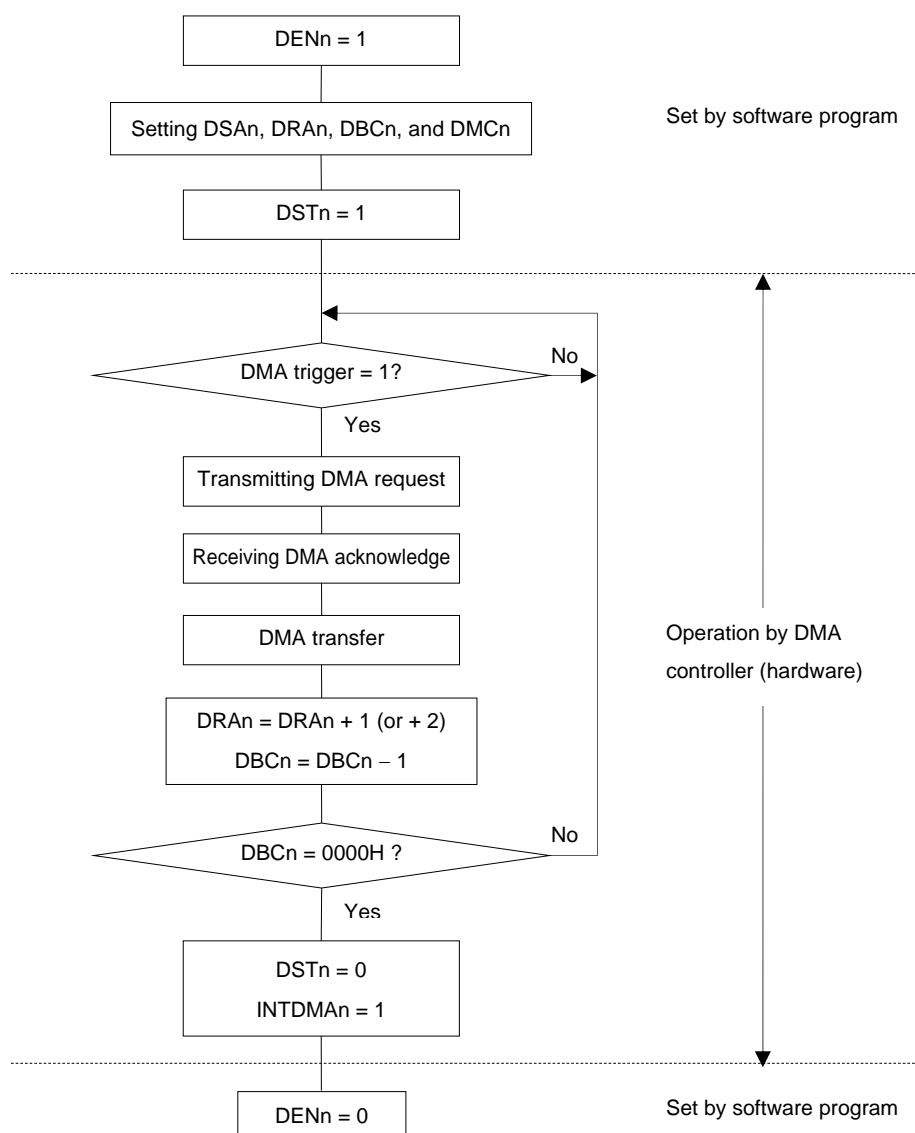 DENn = 1
Setting DSAn, DRAn, DBCn, and DMCn
Set by software program
DSTn = 1
DMA trigger = 1?
No
Yes
Transmitting DMA request
Receiving DMA acknowledge
DMA transfer
Operation by DMA
controller (hardware)
DRAn = DRAn + 1 (or + 2)
DBCn = DBCn − 1
DBCn = 0000H ?
No
Yes
DSTn = 0
INTDMAn = 1
DENn = 0
Set by software program